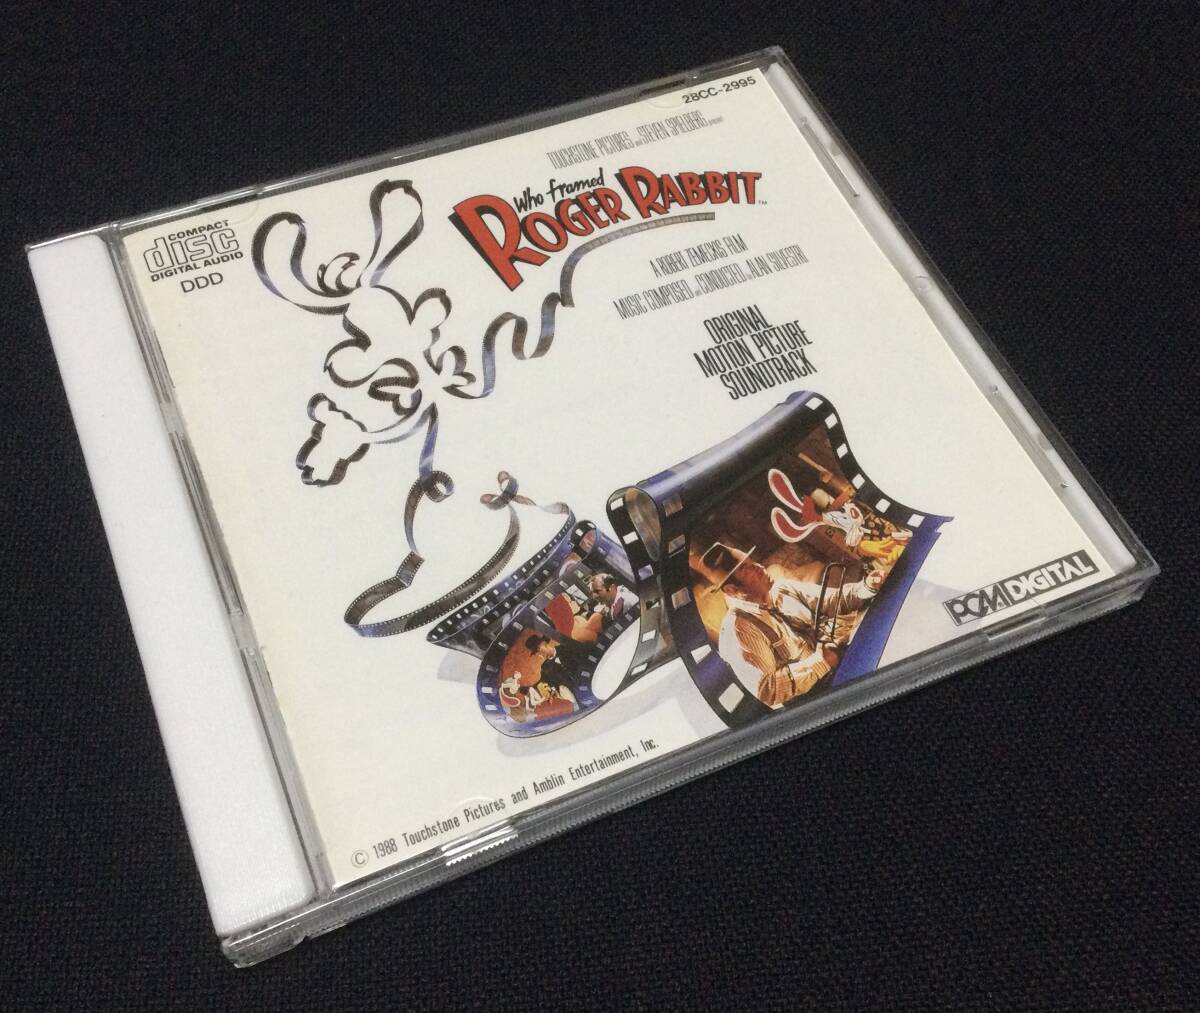 28CC-2995
TOUCHSTONE PICTURES and STEVEN SPIELBERG present
Who framed
ROGER RABBIT™
COMPACT
disc
DIGITAL AUDIO
DDD
A ROBERT ZEMECKIS FILM
MUSIC COMPOSED and CONDUCTED by ALAN SILVESTRI
ORIGINAL
MOTION PICTURE
SOUNDTRACK
PCM DIGITAL
© 1988 Touchstone Pictures and Amblin Entertainment, Inc.